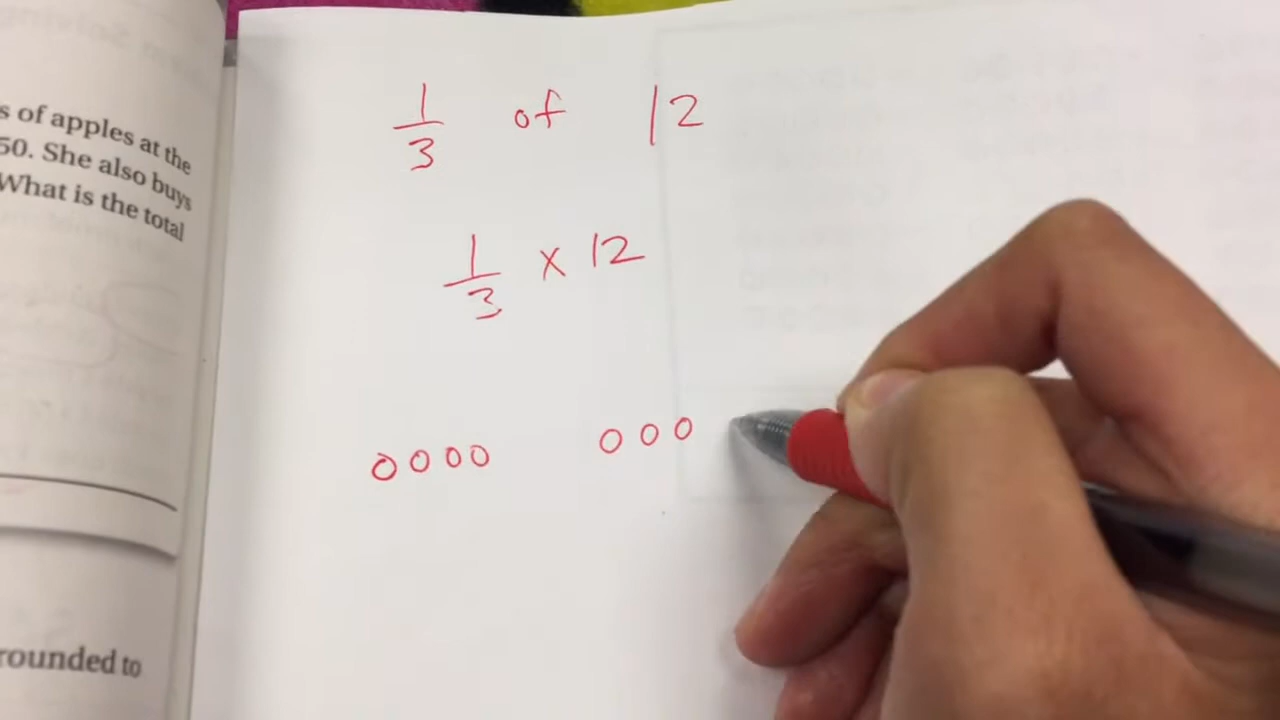 s of apples at the
50. She also buys
What is the total
rounded to
1/3 of 12
1/3 x 12
0000 000